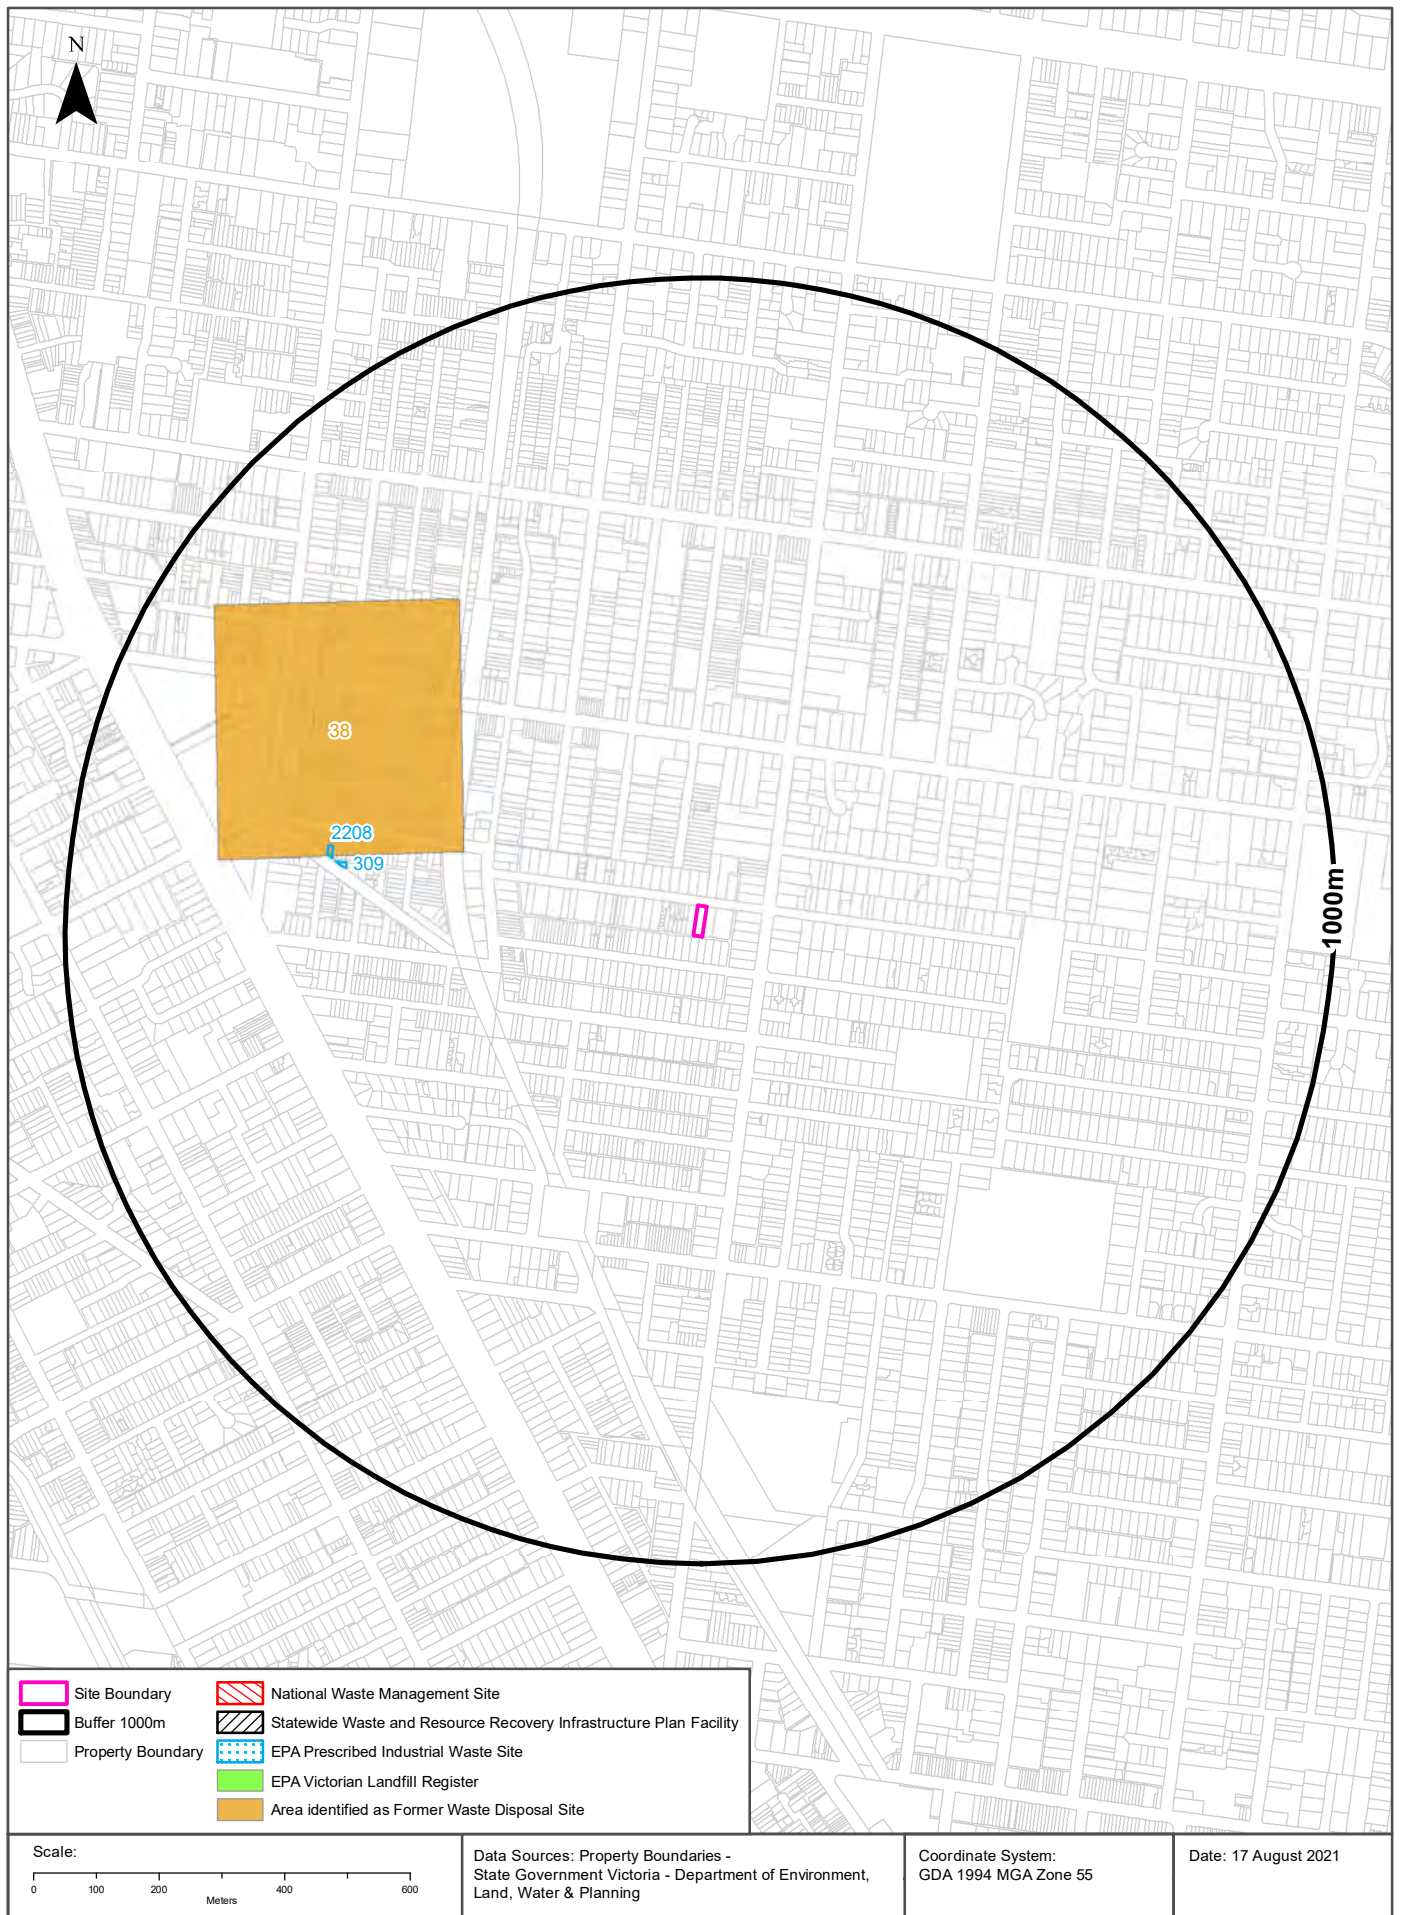 N
38
2208
309
1000m
Site Boundary
Buffer 1000m
Property Boundary
National Waste Management Site
Statewide Waste and Resource Recovery Infrastructure Plan Facility
EPA Prescribed Industrial Waste Site
EPA Victorian Landfill Register
Area identified as Former Waste Disposal Site
Scale:
0 100 200 400 600
Meters
Data Sources: Property Boundaries -
State Government Victoria - Department of Environment,
Land, Water & Planning
Coordinate System:
GDA 1994 MGA Zone 55
Date: 17 August 2021